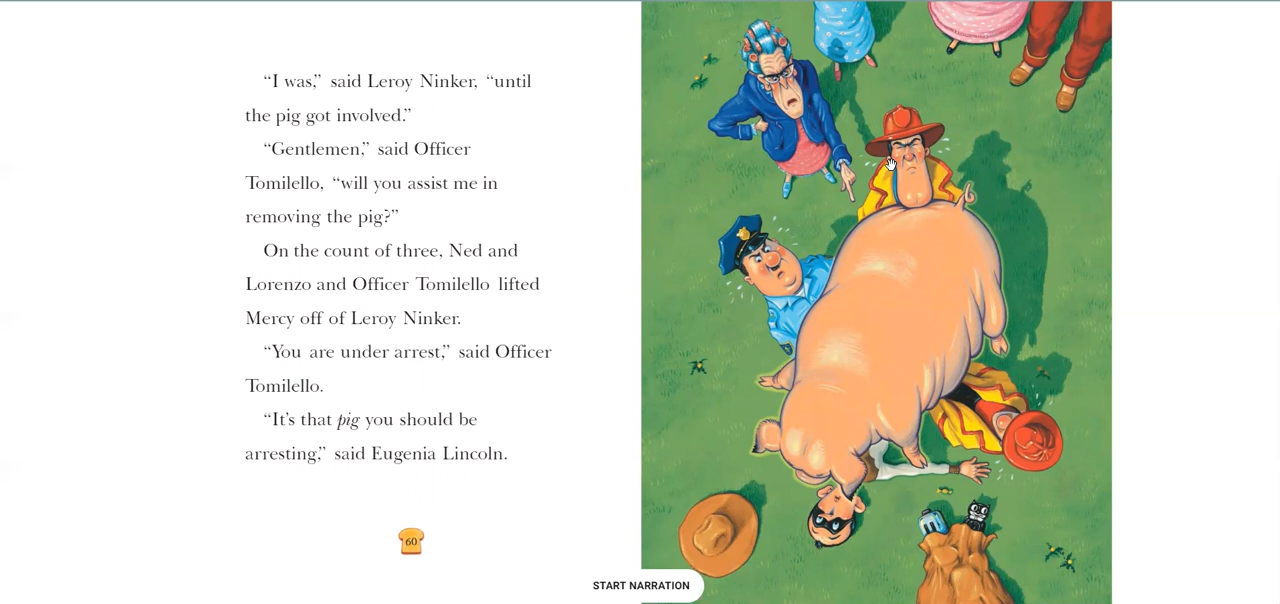 “I was,” said Leroy Ninker, “until
the pig got involved.”
“Gentlemen,” said Officer
Tomilello, “will you assist me in
removing the pig?”
On the count of three, Ned and
Lorenzo and Officer Tomilello lifted
Mercy off of Leroy Ninker.
“You are under arrest,” said Officer
Tomilello.
“It’s that pig you should be
arresting,” said Eugenia Lincoln.
60
START NARRATION